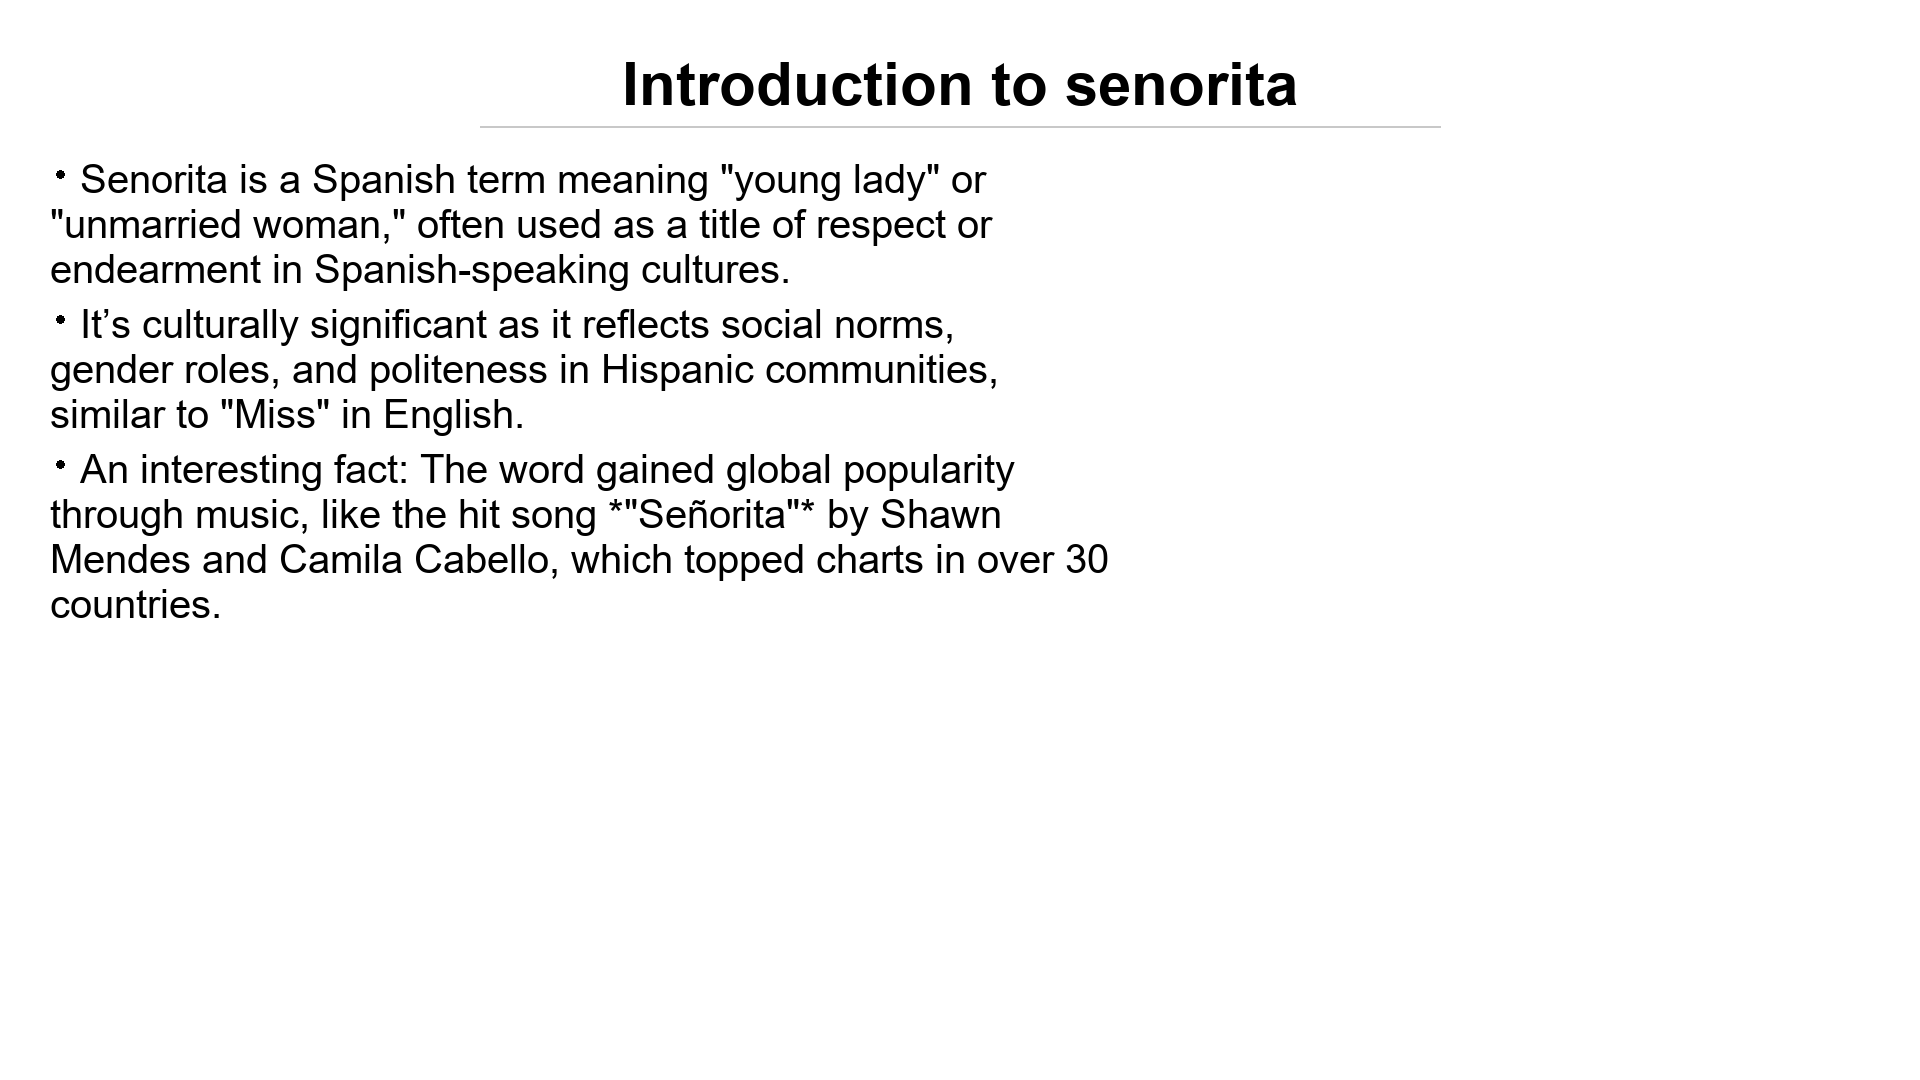 Introduction to senorita
• Senorita is a Spanish term meaning "young lady" or
"unmarried woman," often used as a title of respect or
endearment in Spanish-speaking cultures.
• It’s culturally significant as it reflects social norms,
gender roles, and politeness in Hispanic communities,
similar to "Miss" in English.
• An interesting fact: The word gained global popularity
through music, like the hit song *"Señorita"* by Shawn
Mendes and Camila Cabello, which topped charts in over 30
countries.